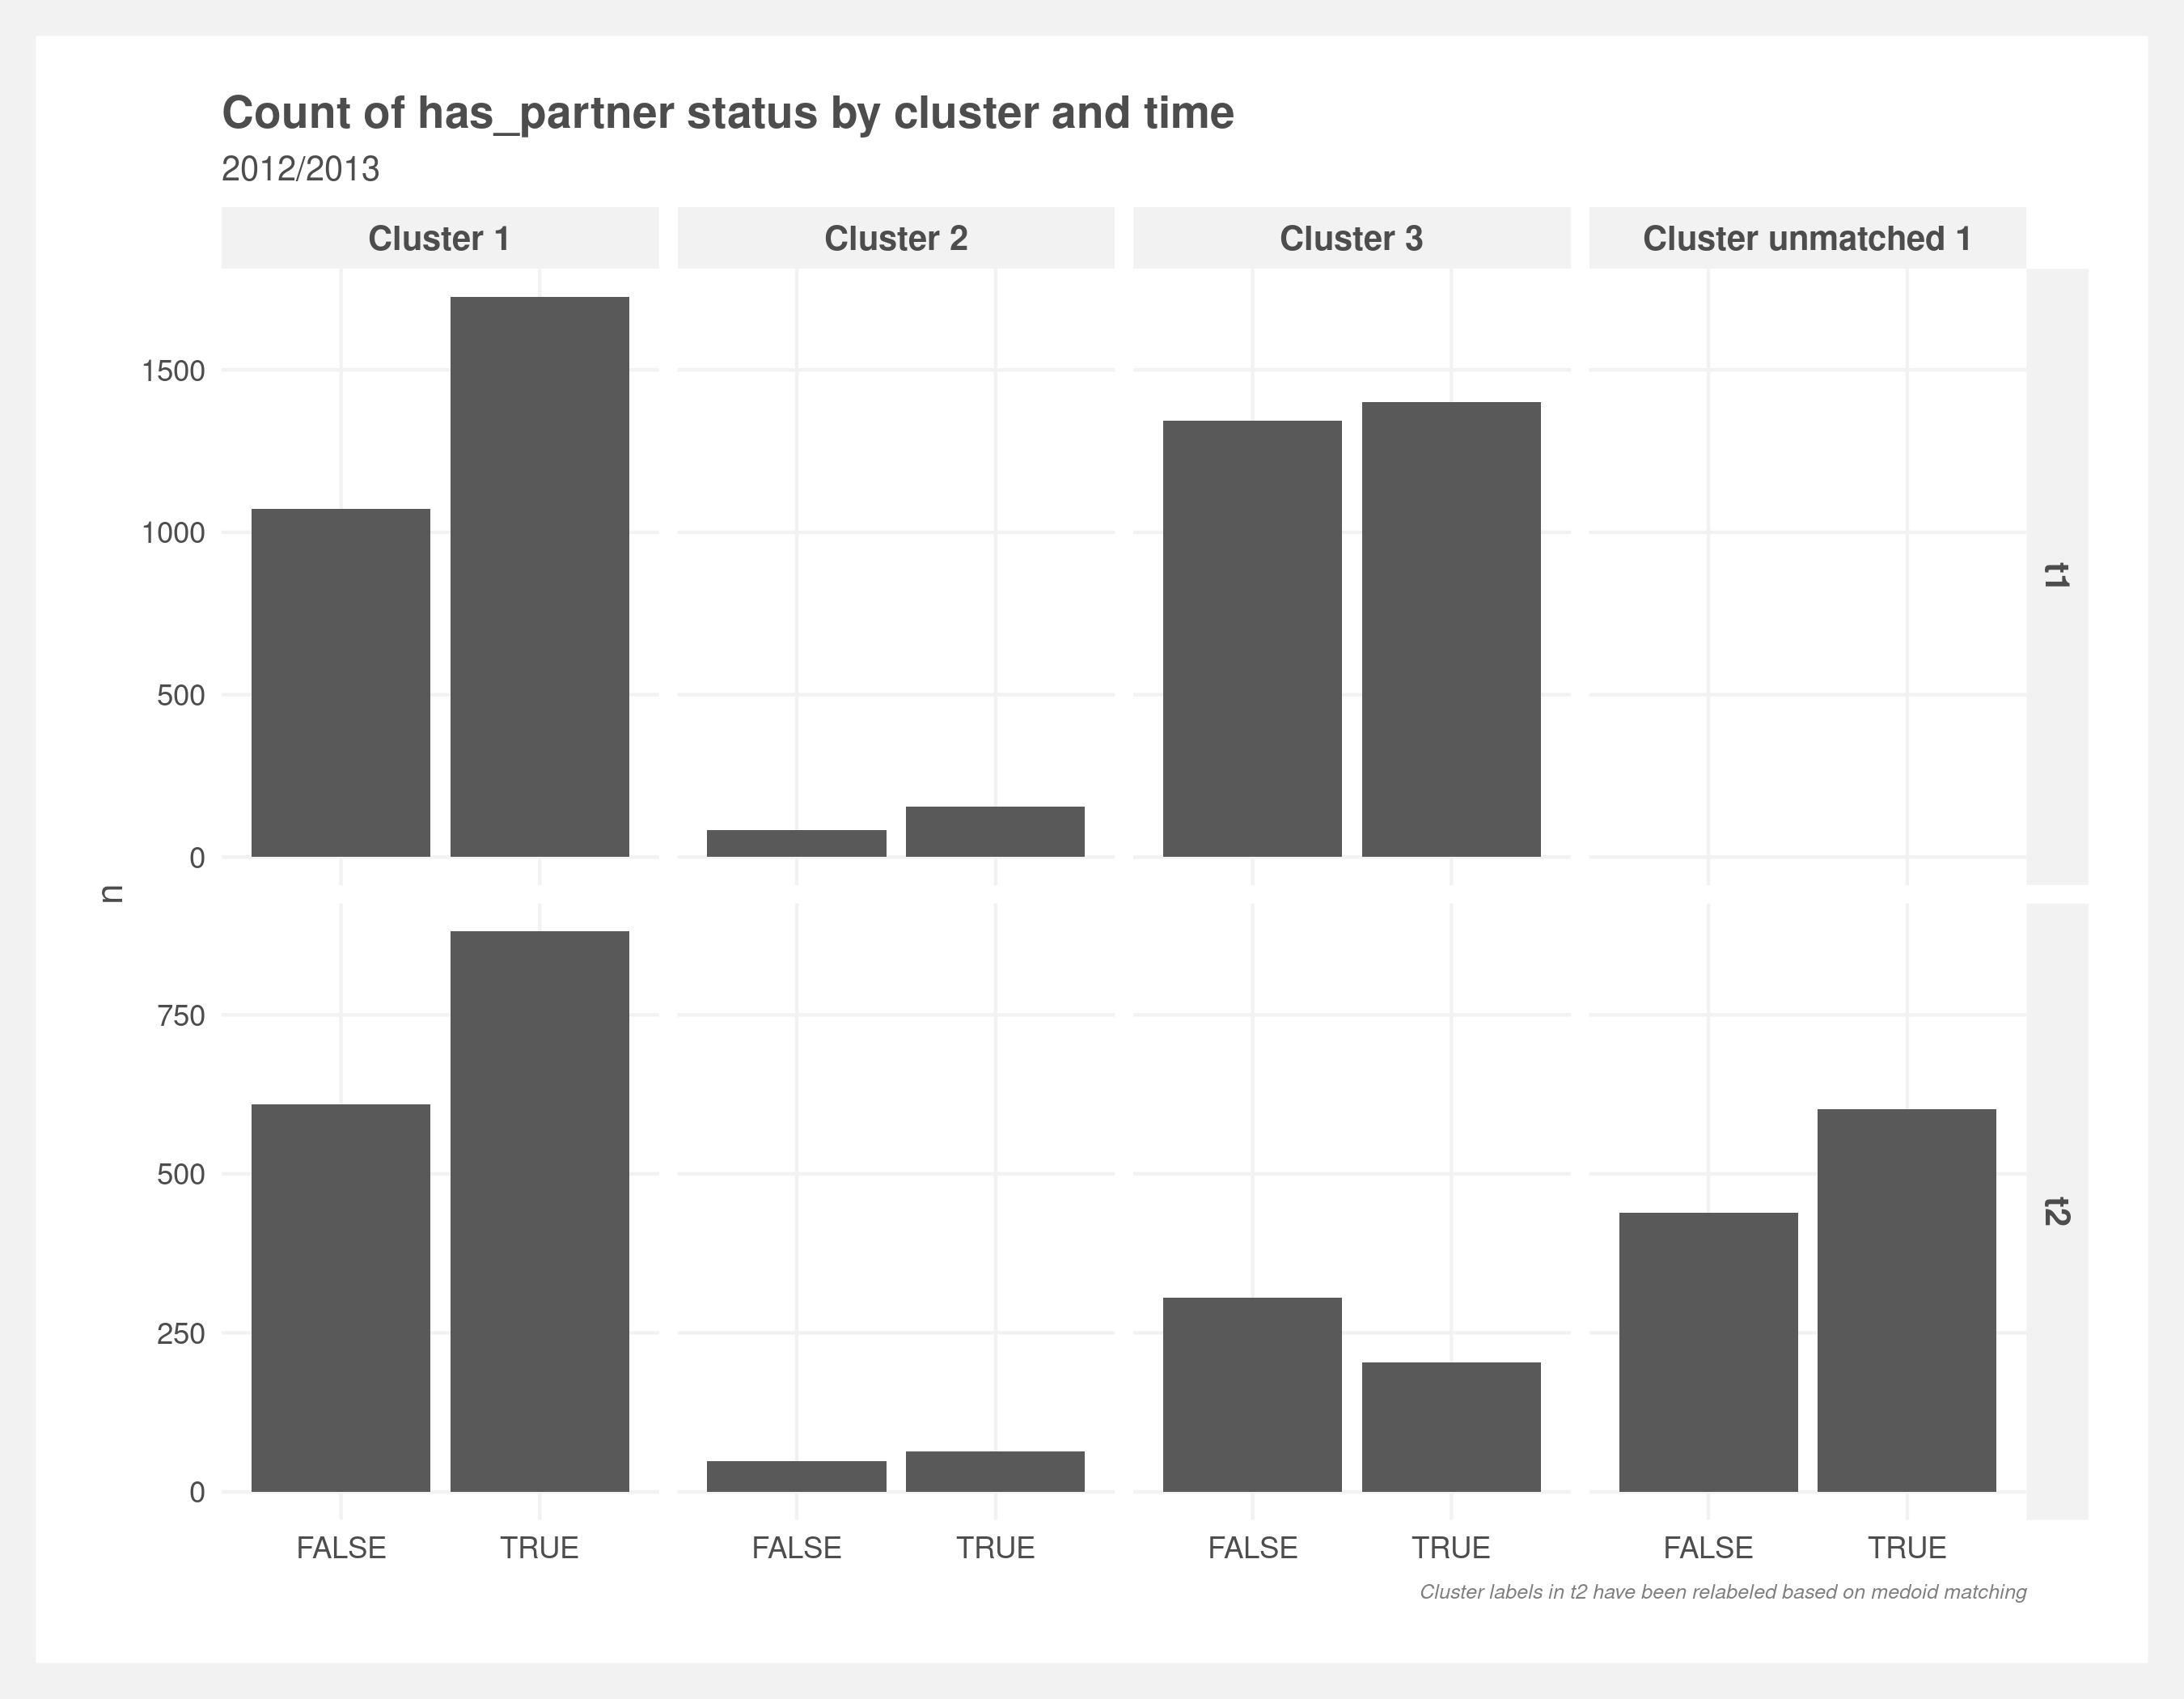 Count of has_partner status by cluster and time
2012/2013
Cluster 1 Cluster 2 Cluster 3 Cluster unmatched 1
1500
1000
500
0
t1
n
750
500
250
0
t2
FALSE TRUE FALSE TRUE FALSE TRUE FALSE TRUE
Cluster labels in t2 have been relabeled based on medoid matching